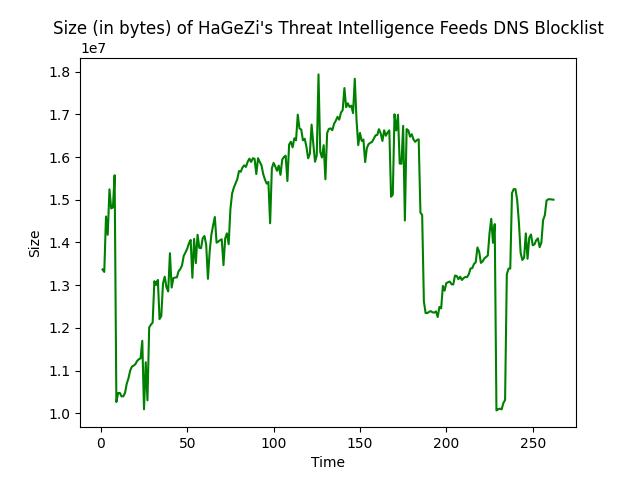 Size (in bytes) of HaGeZi's Threat Intelligence Feeds DNS Blocklist
1e7
1.8
1.7
1.6
1.5
1.4
1.3
1.2
1.1
1.0
Size
0 50 100 150 200 250
Time